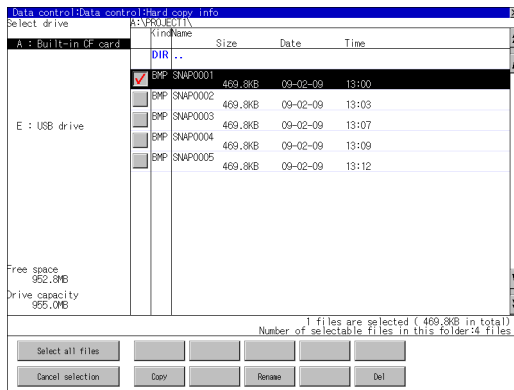 Data control:Data control:Hard copy info
Select drive
A:\PROJECT1\
Kind Name
Size Date Time
A : Built-in CF card
DIR ..
BMP SNAP0001
469.8KB 09-02-09 13:00
BMP SNAP0002
469.8KB 09-02-09 13:03
BMP SNAP0003
469.8KB 09-02-09 13:07
E : USB drive
BMP SNAP0004
469.8KB 09-02-09 13:09
BMP SNAP0005
469.8KB 09-02-09 13:12
Free space
952.8MB
Drive capacity
955.0MB
1 files are selected ( 469.8KB in total)
Number of selectable files in this folder:4 files
Select all files
Cancel selection Copy Rename Del